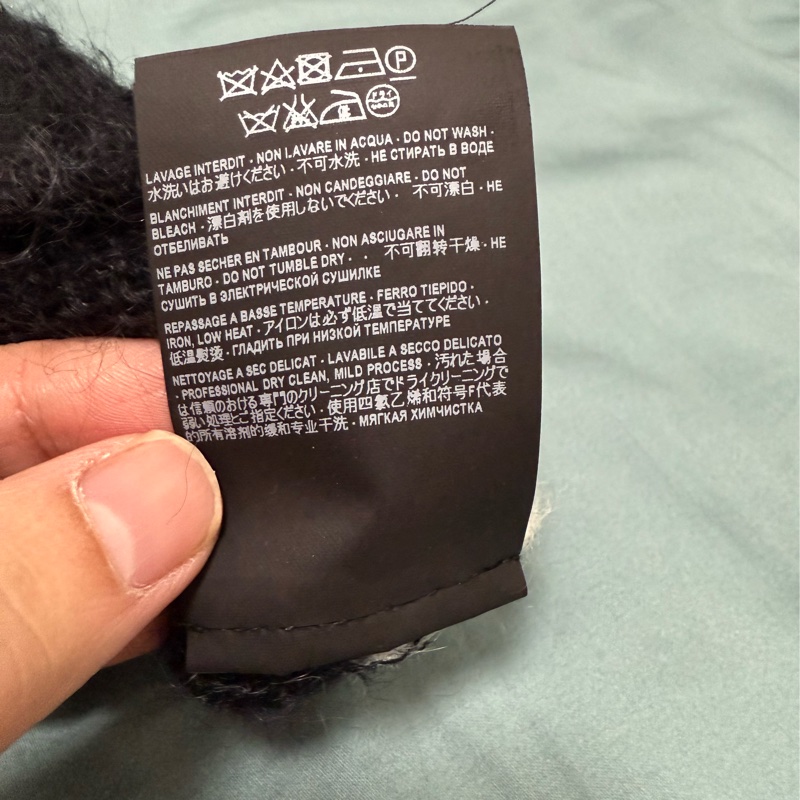 P
ドライ
低
LAVAGE INTERDIT · NON LAVARE IN ACQUA · DO NOT WASH ·
水洗いはお避けください · 不可水洗 · НЕ СТИРАТЬ В ВОДЕ
BLANCHIMENT INTERDIT · NON CANDEGGIARE · DO NOT
BLEACH · 漂白剤を使用しないでください · 不可漂白 · НЕ
ОТБЕЛИВАТЬ
NE PAS SECHER EN TAMBOUR · NON ASCIUGARE IN
TAMBURO · DO NOT TUMBLE DRY · · 不可翻转干燥 · НЕ
СУШИТЬ В ЭЛЕКТРИЧЕСКОЙ СУШИЛКЕ
REPASSAGE A BASSE TEMPERATURE · FERRO TIEPIDO ·
IRON, LOW HEAT · アイロンは必ず低温で当ててください ·
低温熨烫 · ГЛАДИТЬ ПРИ НИЗКОЙ ТЕМПЕРАТУРЕ
NETTOYAGE A SEC DELICAT · LAVABILE A SECCO DELICATO
· PROFESSIONAL DRY CLEAN, MILD PROCESS · 汚れた場合
は信頼のおける専門のクリーニング店でドライクリーニングで
弱い処理とご指定ください · 使用四氯乙烯和符号F代表
的所有溶剂的缓和专业干洗 · МЯГКАЯ ХИМЧИСТКА